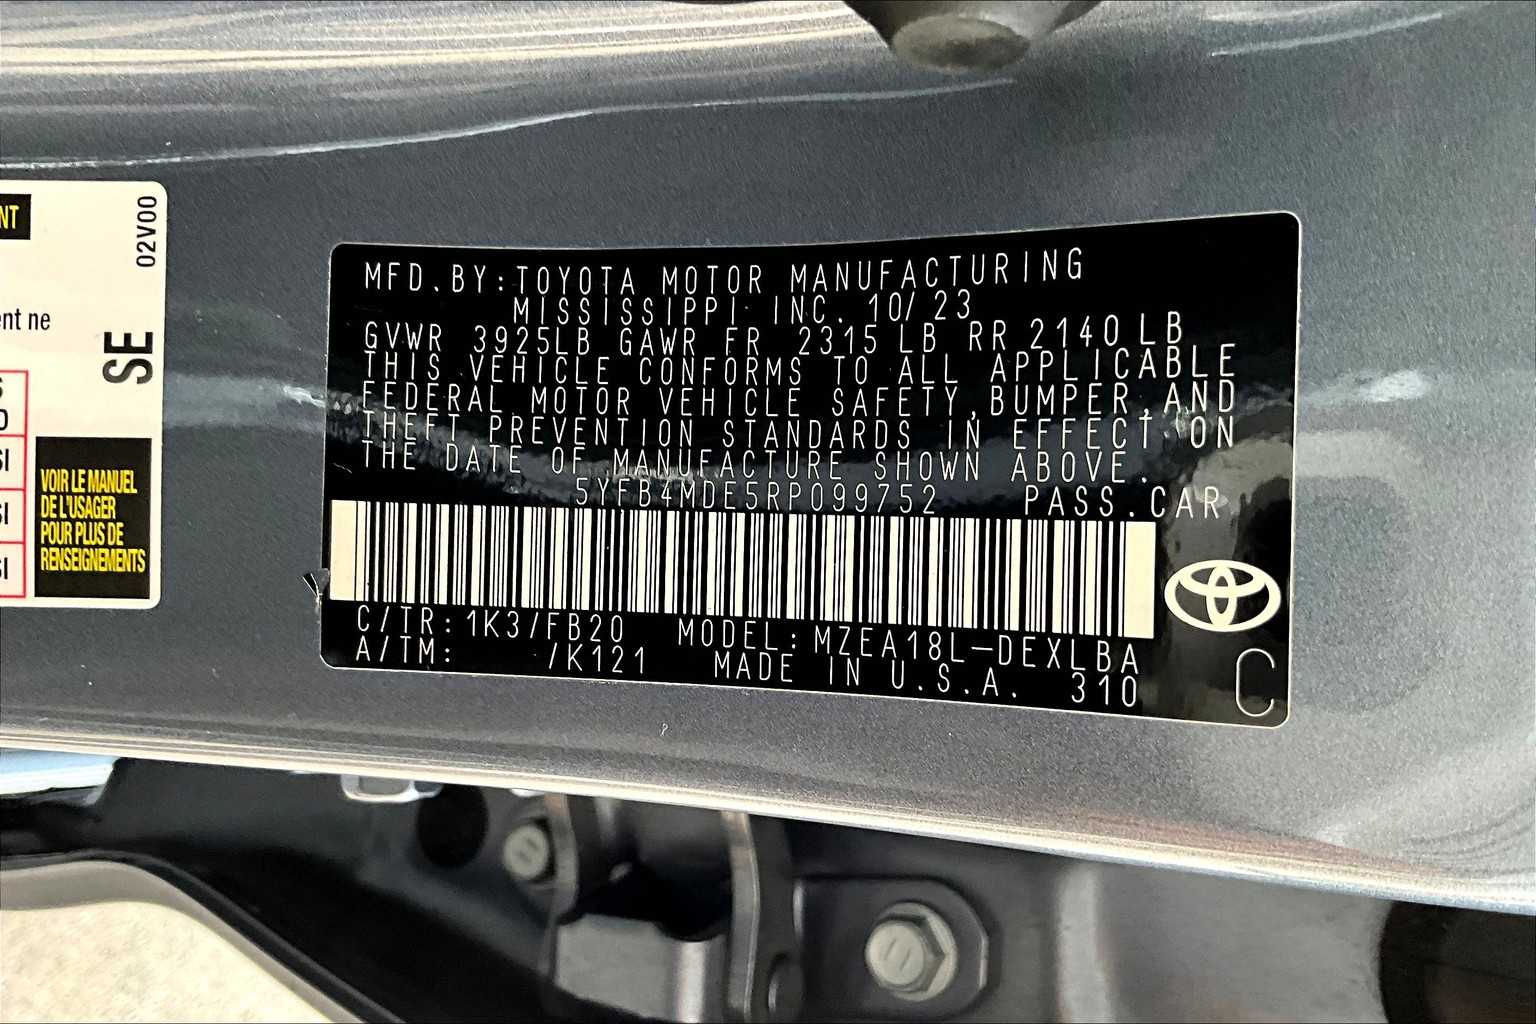 NT
02V00
ent ne
SE
VOIR LE MANUEL
DE L'USAGER
POUR PLUS DE
RENSEIGNEMENTS
MFD.BY:TOYOTA MOTOR MANUFACTURING
MISSISSIPPI INC. 10/23
GVWR 3925LB GAWR FR 2315 LB RR 2140 LB
THIS VEHICLE CONFORMS TO ALL APPLICABLE
FEDERAL MOTOR VEHICLE SAFETY,BUMPER,AND
THEFT PREVENTION STANDARDS IN EFFECT ON
THE DATE OF MANUFACTURE SHOWN ABOVE.
5YFB4MDE5RP099752 PASS.CAR
C/TR:1K3/FB20 MODEL:MZEA18L-DEXLBA
A/TM: /K121 MADE IN U.S.A. 310
C